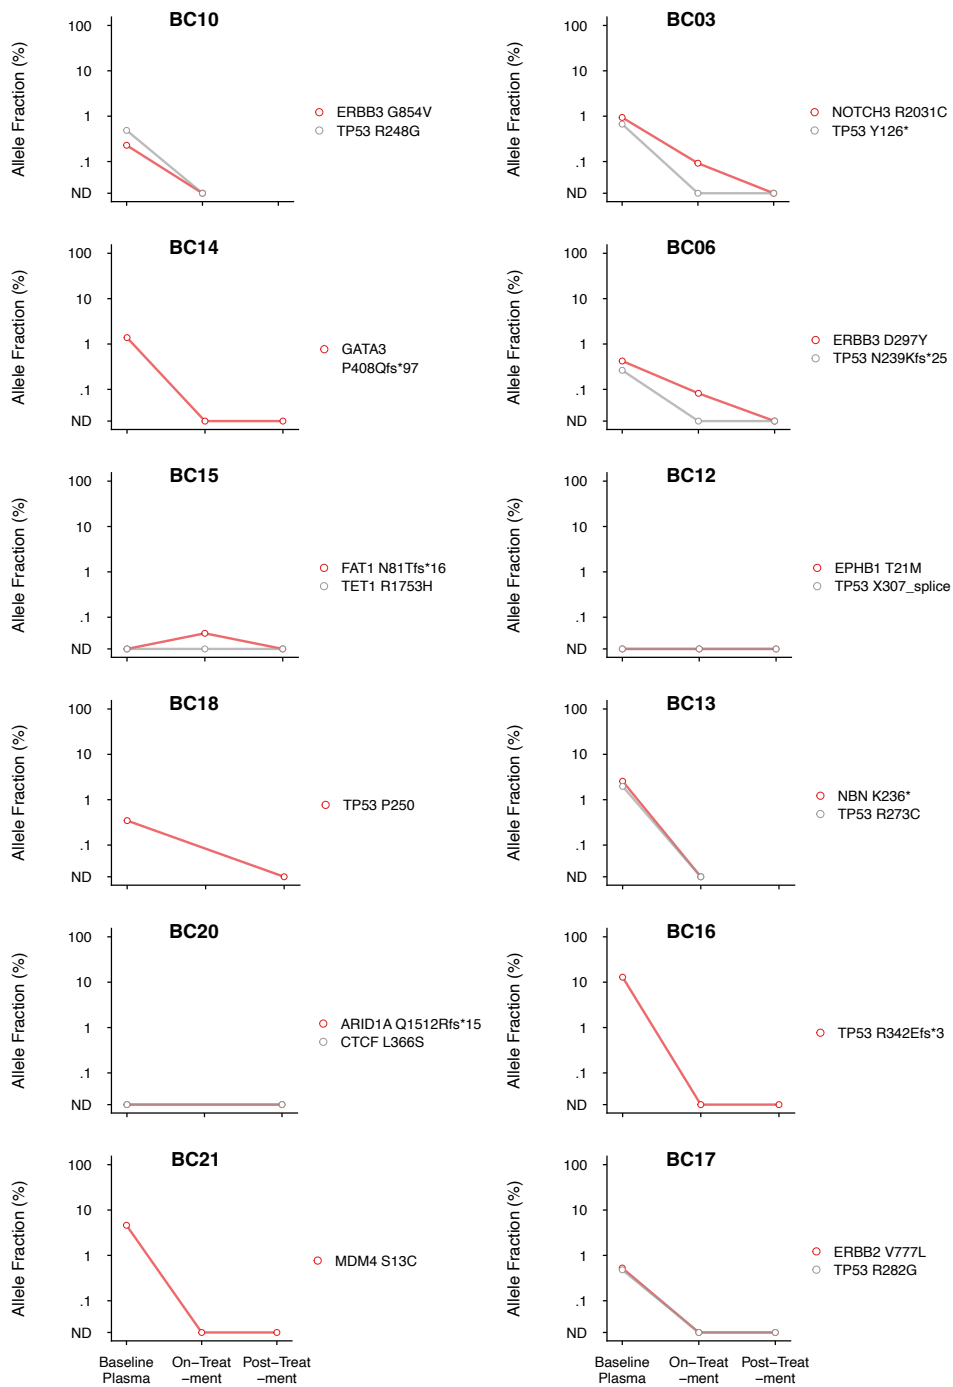 BC10
Allele Fraction (%)
100
10
1
.1
ND
ERBB3 G854V
TP53 R248G
BC03
Allele Fraction (%)
100
10
1
.1
ND
NOTCH3 R2031C
TP53 Y126*
BC14
Allele Fraction (%)
100
10
1
.1
ND
GATA3
P408Qfs*97
BC06
Allele Fraction (%)
100
10
1
.1
ND
ERBB3 D297Y
TP53 N239Kfs*25
BC15
Allele Fraction (%)
100
10
1
.1
ND
FAT1 N81Tfs*16
TET1 R1753H
BC12
Allele Fraction (%)
100
10
1
.1
ND
EPHB1 T21M
TP53 X307_splice
BC18
Allele Fraction (%)
100
10
1
.1
ND
TP53 P250
BC13
Allele Fraction (%)
100
10
1
.1
ND
NBN K236*
TP53 R273C
BC20
Allele Fraction (%)
100
10
1
.1
ND
ARID1A Q1512Rfs*15
CTCF L366S
BC16
Allele Fraction (%)
100
10
1
.1
ND
TP53 R342Efs*3
BC21
Allele Fraction (%)
100
10
1
.1
ND
MDM4 S13C
Baseline On−Treat Post−Treat
Plasma −ment −ment
BC17
Allele Fraction (%)
100
10
1
.1
ND
ERBB2 V777L
TP53 R282G
Baseline On−Treat Post−Treat
Plasma −ment −ment